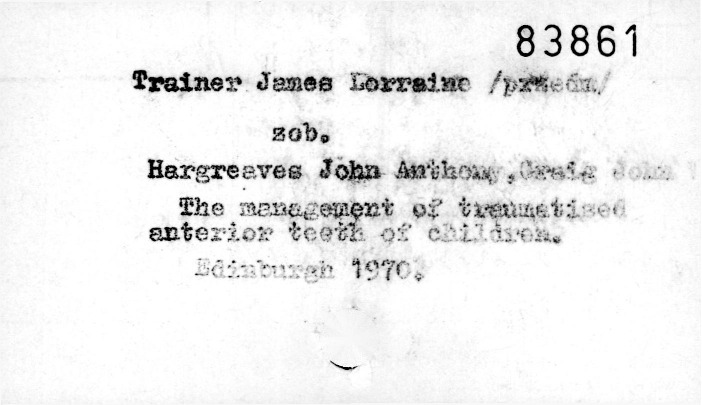 83861
Trainer James Lorraine /przedm/
zob.
Hargreaves John Anthony, Craig John
The management of traumatised
anterior teeth of children.
Edinburgh 1970.